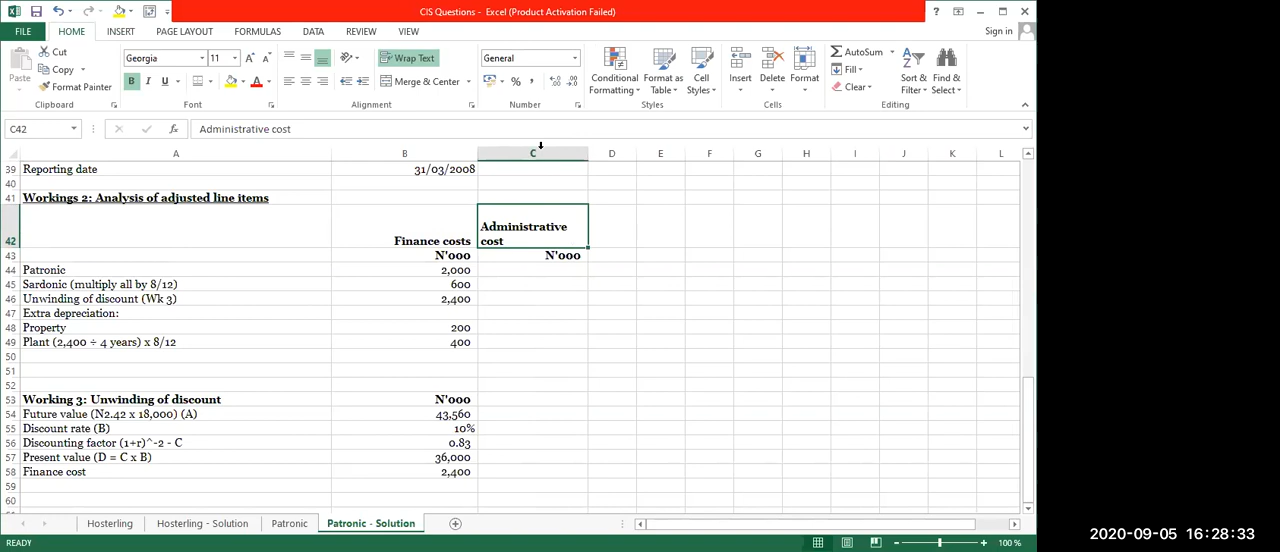 CIS Questions - Excel (Product Activation Failed)
FILE HOME INSERT PAGE LAYOUT FORMULAS DATA REVIEW VIEW Sign in
Paste Cut Copy Format Painter Clipboard
Georgia 11 B I U Font
Wrap Text Merge & Center Alignment
General % , Number
Conditional Formatting Format as Table Cell Styles Styles
Insert Delete Format Cells
AutoSum Fill Clear Sort & Filter Find & Select Editing
C42 fx Administrative cost
A B C D E F G H I J K L
39 Reporting date 31/03/2008
40
41 Workings 2: Analysis of adjusted line items
42 Finance costs Administrative cost
43 N'000 N'000
44 Patronic 2,000
45 Sardonic (multiply all by 8/12) 600
46 Unwinding of discount (Wk 3) 2,400
47 Extra depreciation:
48 Property 200
49 Plant (2,400 ÷ 4 years) x 8/12 400
50
51
52
53 Working 3: Unwinding of discount N'000
54 Future value (N2.42 x 18,000) (A) 43,560
55 Discount rate (B) 10%
56 Discounting factor (1+r)^-2 - C 0.83
57 Present value (D = C x B) 36,000
58 Finance cost 2,400
59
60
Hosterling Hosterling - Solution Patronic Patronic - Solution
READY 100 %
2020-09-05 16:28:33